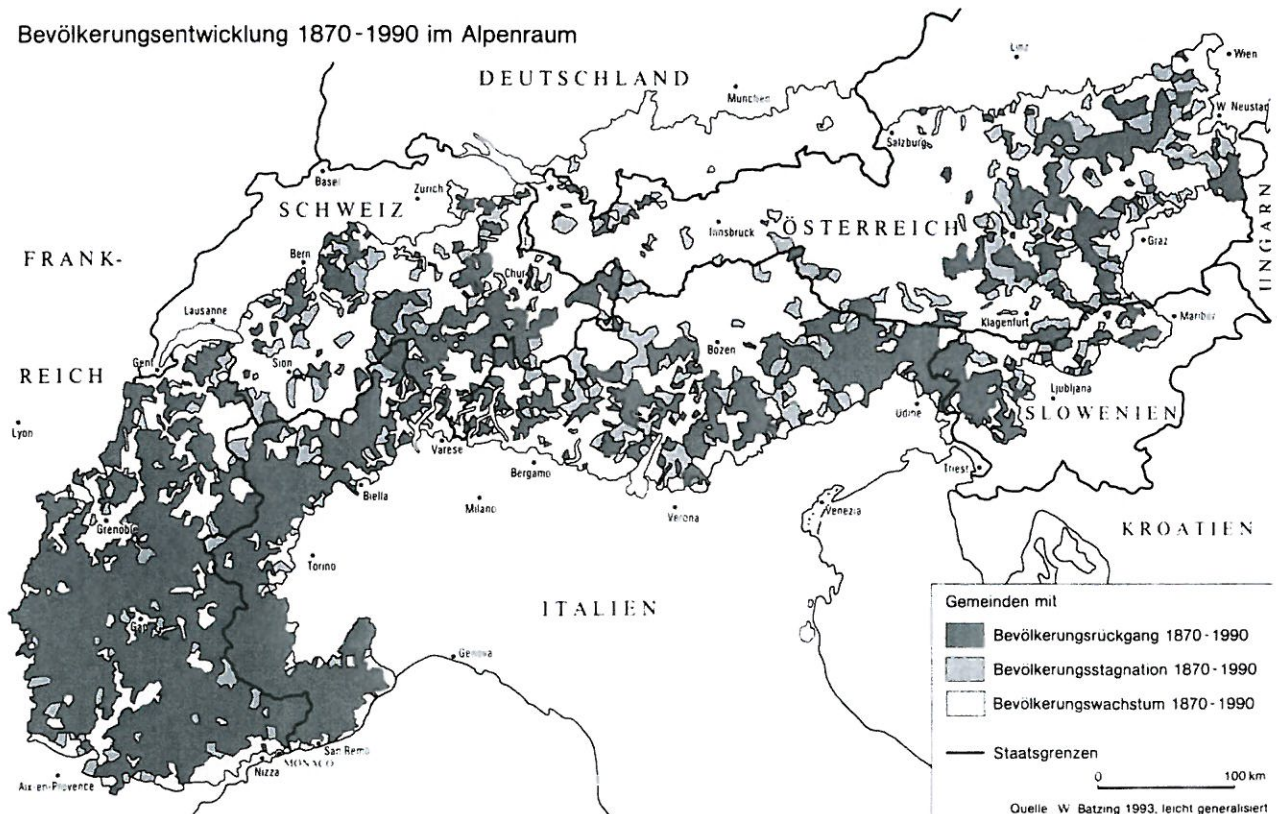 Bevölkerungsentwicklung 1870-1990 im Alpenraum
DEUTSCHLAND
Linz
Wien
München
W. Neustad
Salzburg
Basel
Zürich
SCHWEIZ
Innsbruck
ÖSTERREICH
Graz
UNGARN
FRANK-
Bern
Chur
Lausanne
Klagenfurt
Maribor
Bozen
Genf
Sion
REICH
Ljubljana
Udine
SLOWENIEN
Lyon
Varese
Bergamo
Triest
Biella
Milano
Verona
Venezia
Grenoble
KROATIEN
Torino
ITALIEN
Gap
Genova
San Remo
MONACO
Nizza
Aix-en-Provence
Gemeinden mit
Bevölkerungsrückgang 1870-1990
Bevölkerungsstagnation 1870-1990
Bevölkerungswachstum 1870-1990
Staatsgrenzen
0 100 km
Quelle W. Bätzing 1993, leicht generalisiert